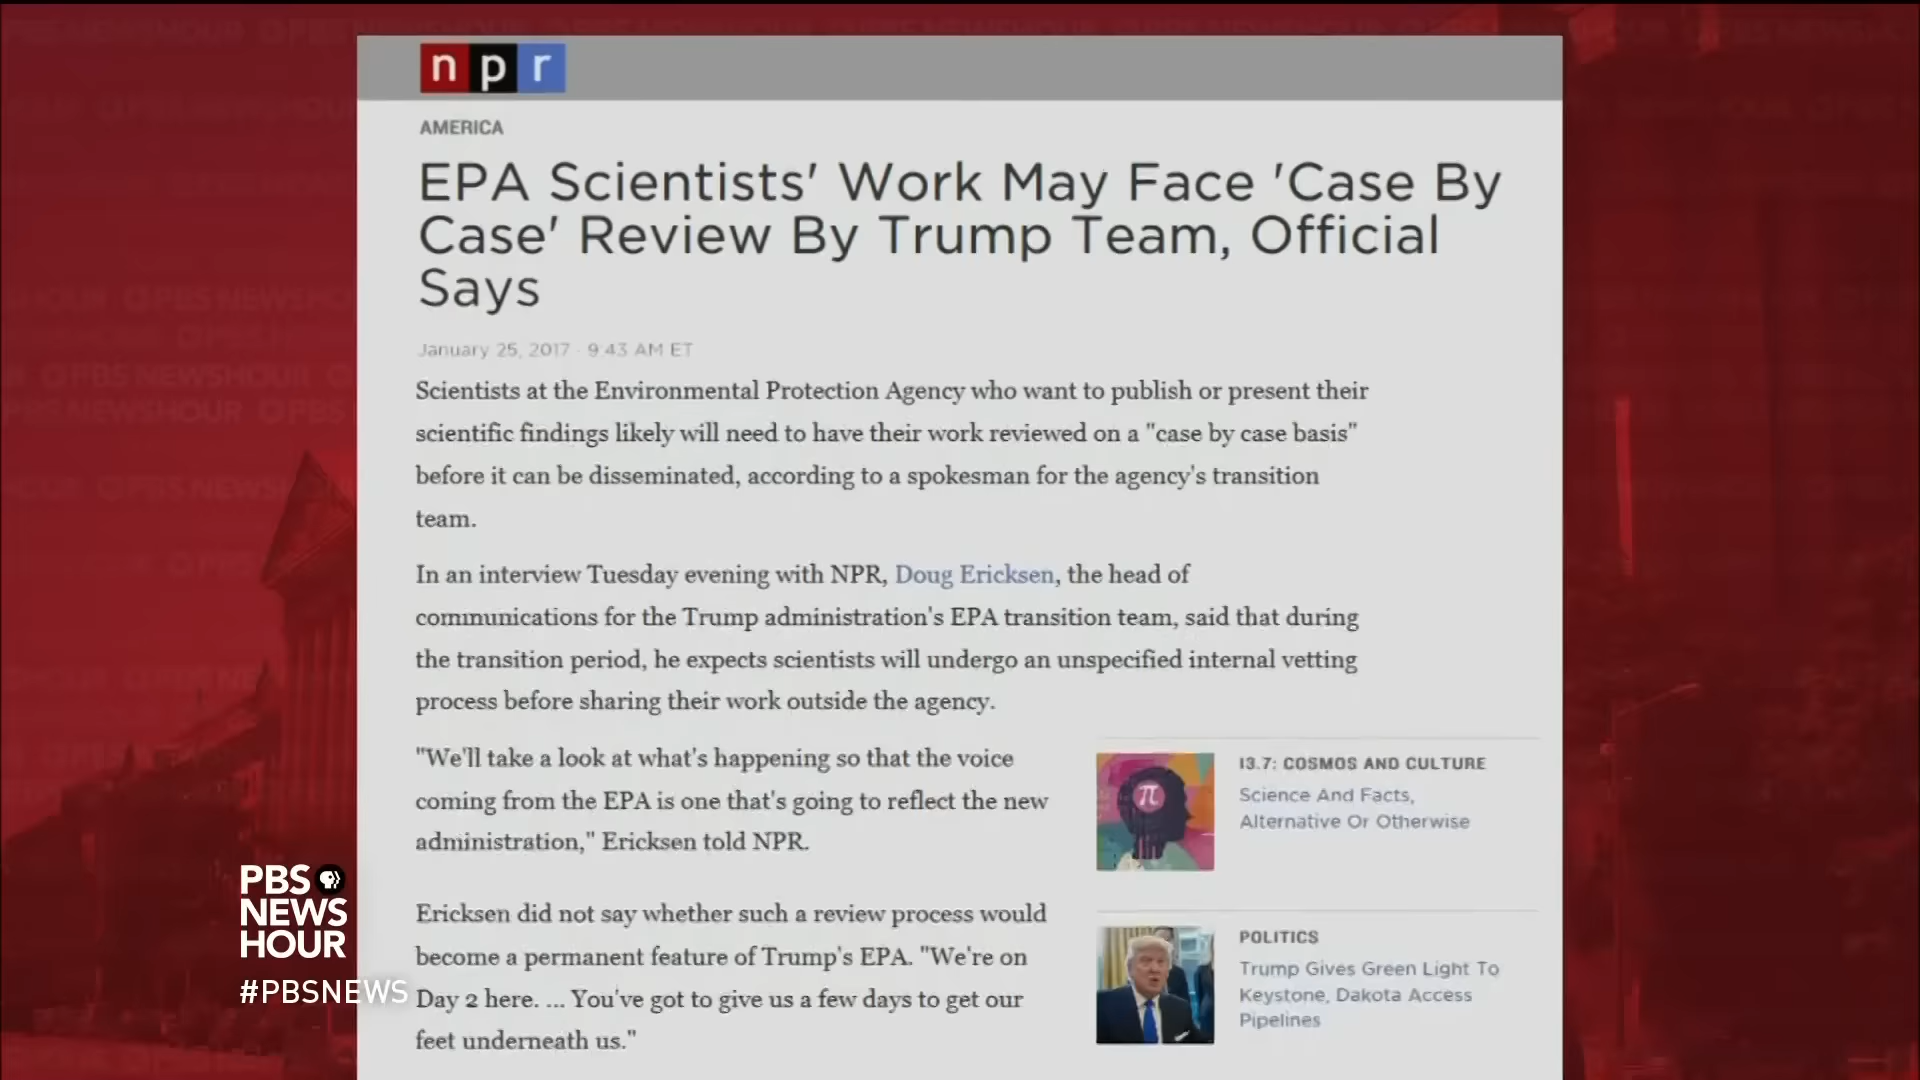 npr
AMERICA
EPA Scientists' Work May Face 'Case By
Case' Review By Trump Team, Official
Says
January 25, 2017 · 9:43 AM ET
Scientists at the Environmental Protection Agency who want to publish or present their
scientific findings likely will need to have their work reviewed on a "case by case basis"
before it can be disseminated, according to a spokesman for the agency's transition
team.
In an interview Tuesday evening with NPR, Doug Ericksen, the head of
communications for the Trump administration's EPA transition team, said that during
the transition period, he expects scientists will undergo an unspecified internal vetting
process before sharing their work outside the agency.
"We'll take a look at what's happening so that the voice
coming from the EPA is one that's going to reflect the new
administration," Ericksen told NPR.
Ericksen did not say whether such a review process would
become a permanent feature of Trump's EPA. "We're on
Day 2 here. ... You've got to give us a few days to get our
feet underneath us."
π
13.7: COSMOS AND CULTURE
Science And Facts,
Alternative Or Otherwise
POLITICS
Trump Gives Green Light To
Keystone, Dakota Access
Pipelines
PBS
NEWS
HOUR
#PBSNEWS